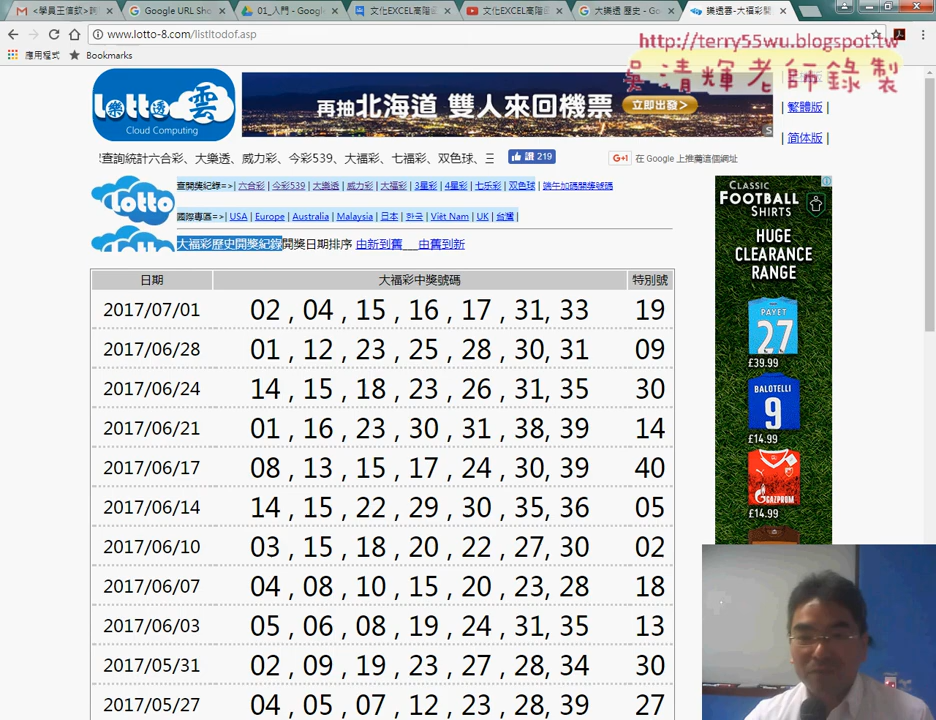 <學員王信欽>詢
Google URL Sho
01_入門 - Googl
文化EXCEL高階班
文化EXCEL高階
大樂透 歷史 - Go
樂透雲-大福彩開
www.lotto-8.com/listltodof.asp
應用程式 Bookmarks
http://terry55wu.blogspot.tw
吳清輝老師錄製
樂透雲
Cloud Computing
再抽北海道 雙人來回機票 立即出發>
| 繁體版 |
| 简体版 |
!查詢統計六合彩、大樂透、威力彩、今彩539、大福彩、七福彩、双色球、三
讚 219
G+1 在 Google 上推薦這個網址
Lotto
查開獎紀錄=>| 六合彩 | 今彩539 | 大樂透 | 威力彩 | 大福彩 | 3星彩 | 4星彩 | 七乐彩 | 双色球 | 端午加碼開獎號碼
國際專區=>| USA | Europe | Australia | Malaysia | 日本 | 한국 | Việt Nam | UK | 台灣 |
大福彩歷史開獎紀錄開獎日期排序 由新到舊 由舊到新
日期 大福彩中獎號碼 特別號
2017/07/01 02 , 04 , 15 , 16 , 17 , 31, 33 19
2017/06/28 01 , 12 , 23 , 25 , 28 , 30, 31 09
2017/06/24 14 , 15 , 18 , 23 , 26 , 31, 35 30
2017/06/21 01 , 16 , 23 , 30 , 31 , 38, 39 14
2017/06/17 08 , 13 , 15 , 17 , 24 , 30, 39 40
2017/06/14 14 , 15 , 22 , 29 , 30 , 35, 36 05
2017/06/10 03 , 15 , 18 , 20 , 22 , 27, 30 02
2017/06/07 04 , 08 , 10 , 15 , 20 , 23, 28 18
2017/06/03 05 , 06 , 08 , 19 , 24 , 31, 35 13
2017/05/31 02 , 09 , 19 , 23 , 27 , 28, 34 30
2017/05/27 04 , 05 , 07 , 12 , 23 , 28, 39 27
CLASSIC
FOOTBALL
SHIRTS
HUGE
CLEARANCE
RANGE
PAYET
27
£39.99
BALOTELLI
9
£14.99
GAZPROM
£14.99